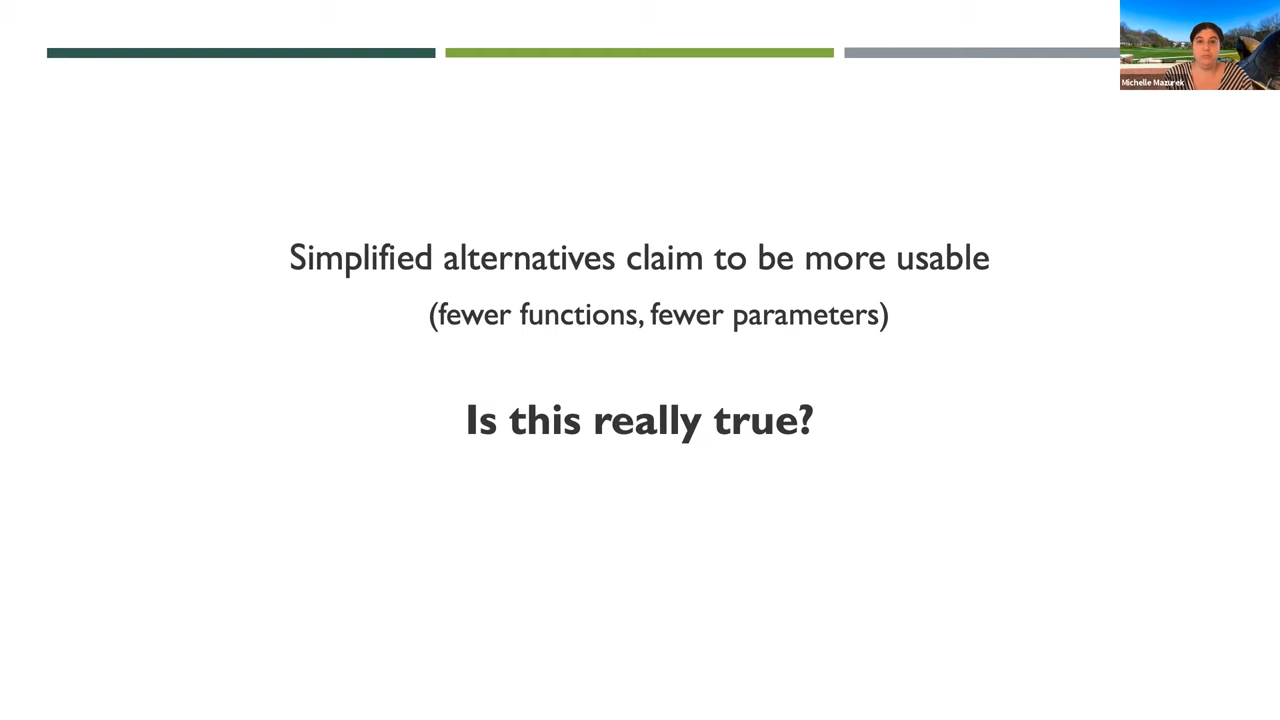 Michelle Mazurek
Simplified alternatives claim to be more usable
(fewer functions, fewer parameters)
Is this really true?